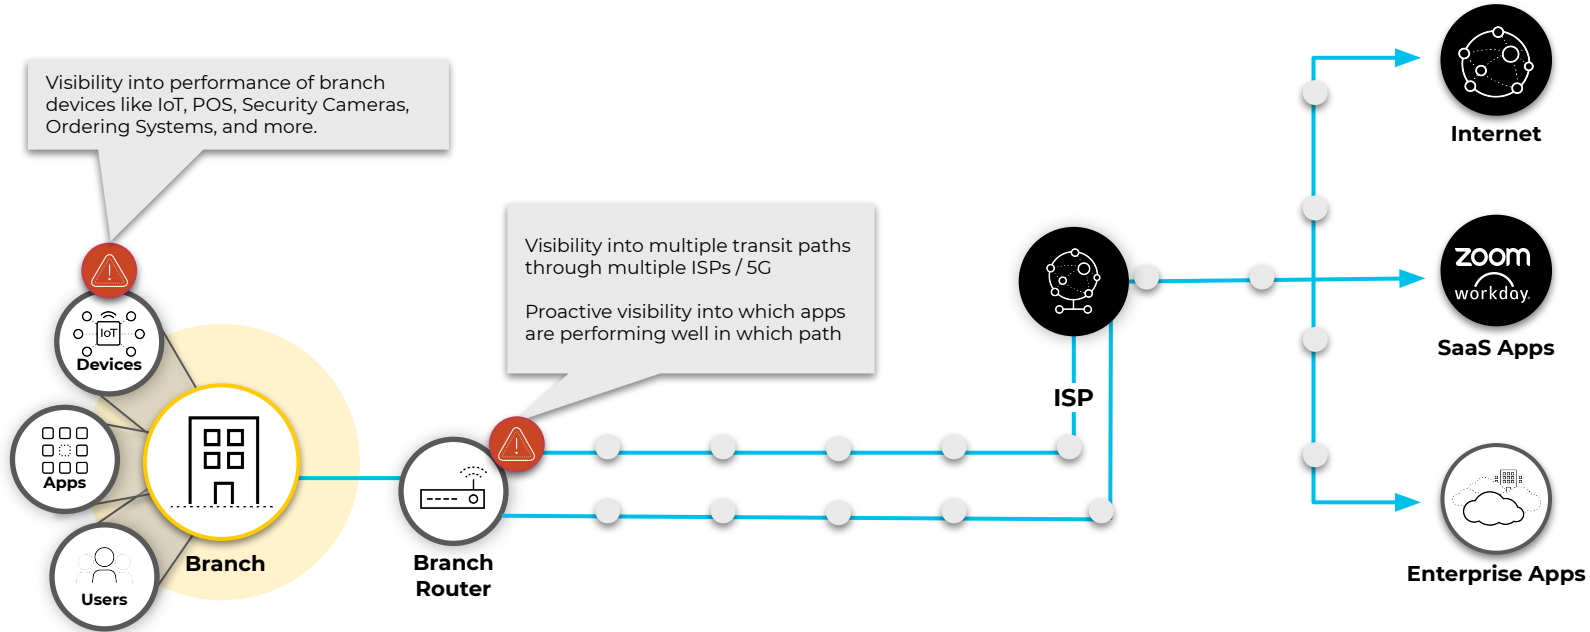 Visibility into performance of branch
devices like IoT, POS, Security Cameras,
Ordering Systems, and more.
IoT
Devices
Apps
Users
Branch
Branch
Router
Visibility into multiple transit paths
through multiple ISPs / 5G
Proactive visibility into which apps
are performing well in which path
ISP
Internet
zoom
workday.
SaaS Apps
Enterprise Apps